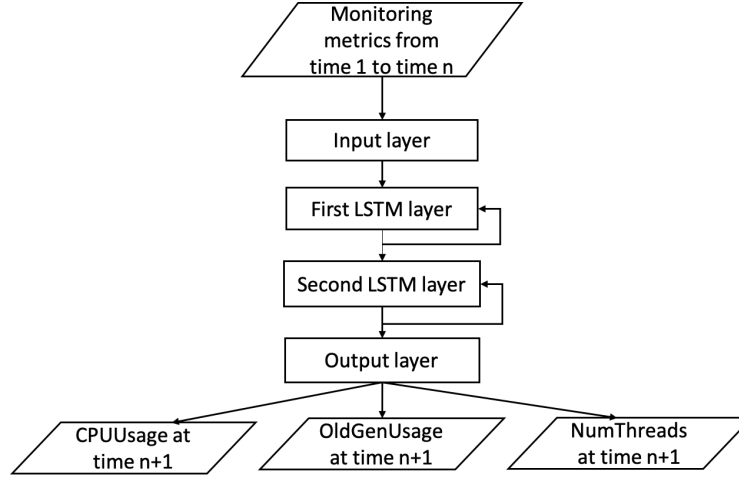 Monitoring
metrics from
time 1 to time n
Input layer
First LSTM layer
Second LSTM layer
Output layer
CPUUsage at
time n+1
OldGenUsage
at time n+1
NumThreads
at time n+1